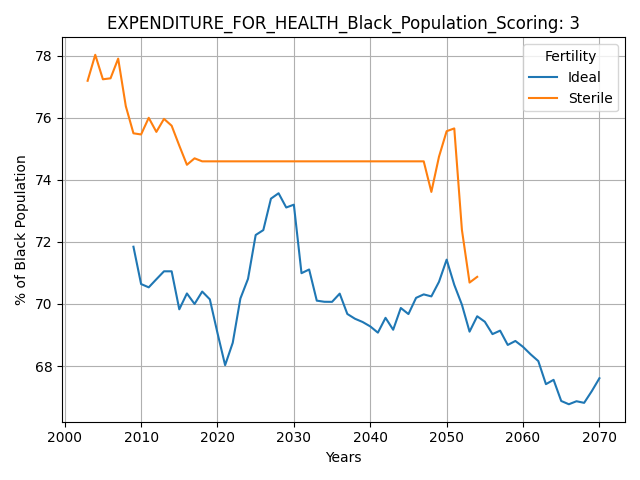 EXPENDITURE_FOR_HEALTH_Black_Population_Scoring: 3
Fertility
Ideal
Sterile
% of Black Population
78
76
74
72
70
68
2000 2010 2020 2030 2040 2050 2060 2070
Years